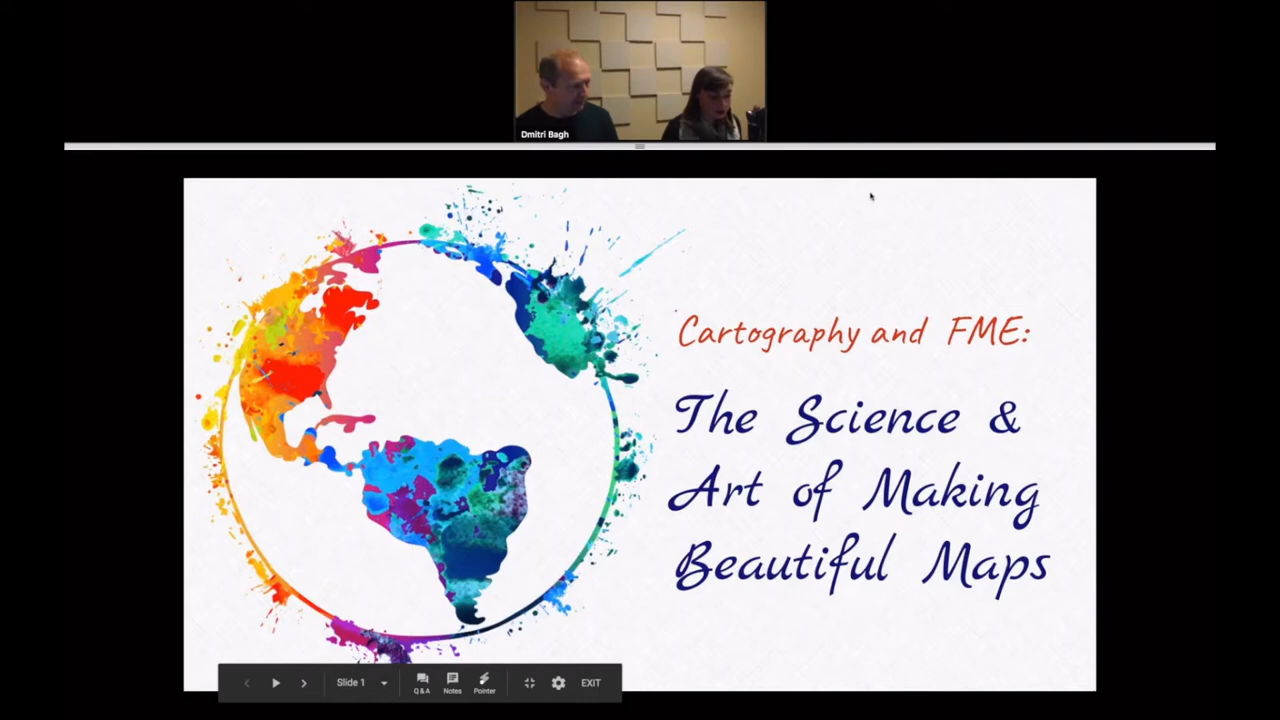 Dmitri Bagh
Cartography and FME:
The Science &
Art of Making
Beautiful Maps
Slide 1
Q & A
Notes
Pointer
EXIT